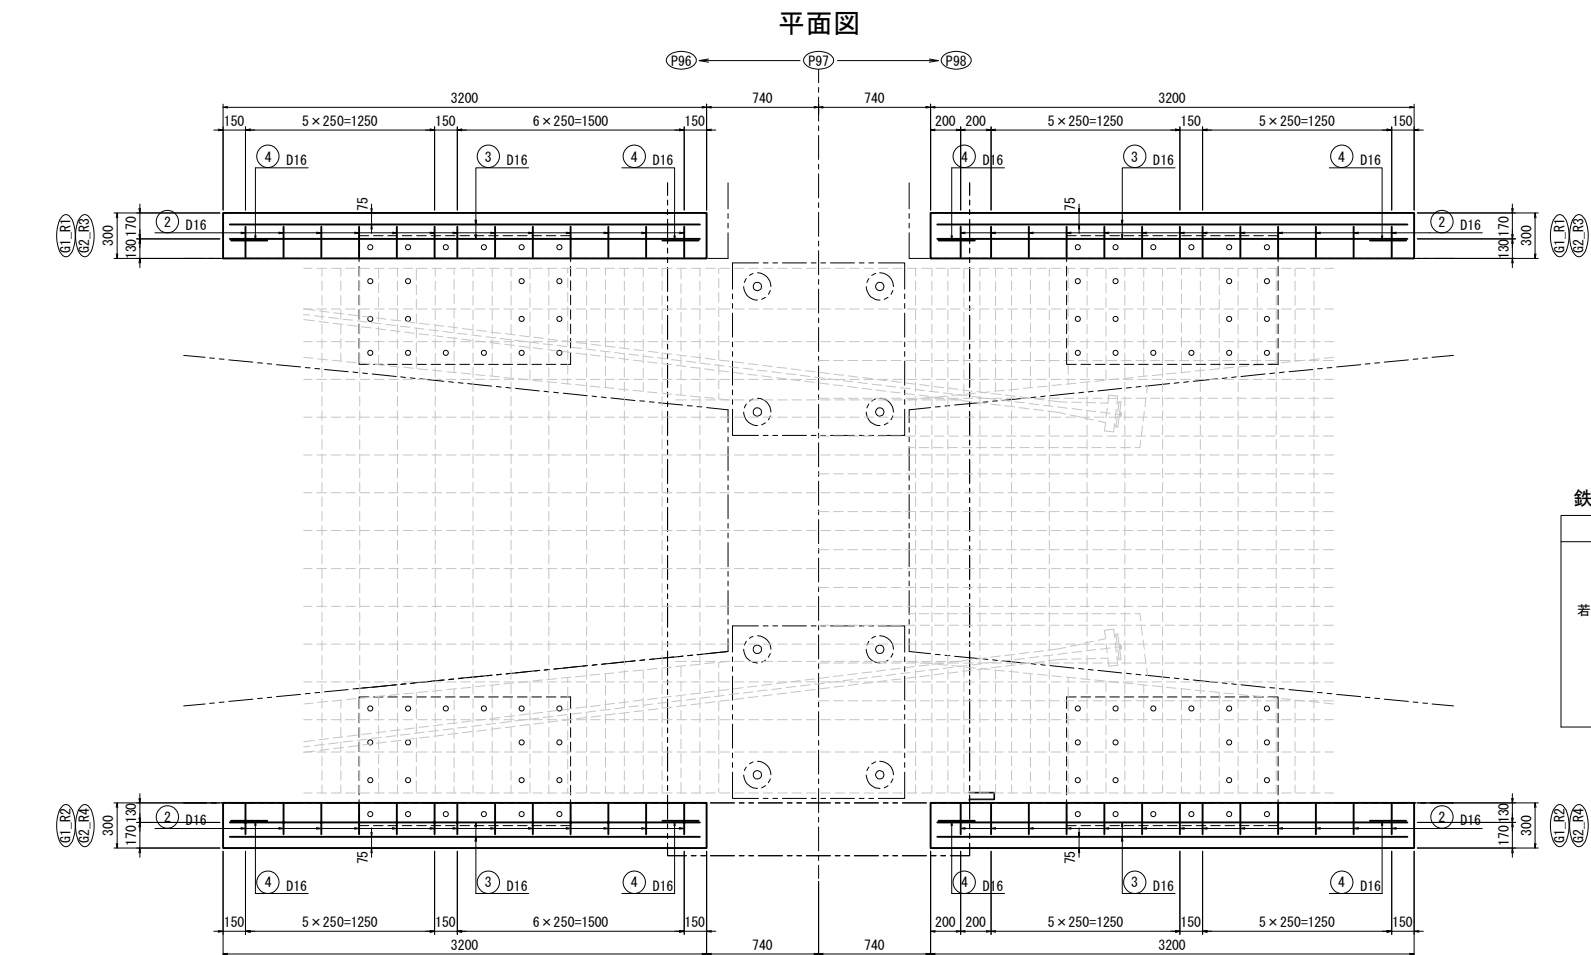 平面図
P96 P97 P98
3200 740 740 3200
150 5×250=1250 150 6×250=1500 150 200 200 5×250=1250 150 5×250=1250 150
4 D16 3 D16 4 D16 4 D16 3 D16 4 D16
75 75
G1_R1 G2_R3 300 170 130 2 D16 2 D16 170 130 300 G1_R1 G2_R3
鉄
若
G1_R2 G2_R4 300 130 170 2 D16 2 D16 130 170 300 G1_R2 G2_R4
75 75
4 D16 3 D16 4 D16 4 D16 3 D16 4 D16
150 5×250=1250 150 6×250=1500 150 200 200 5×250=1250 150 5×250=1250 150
3200 740 740 3200